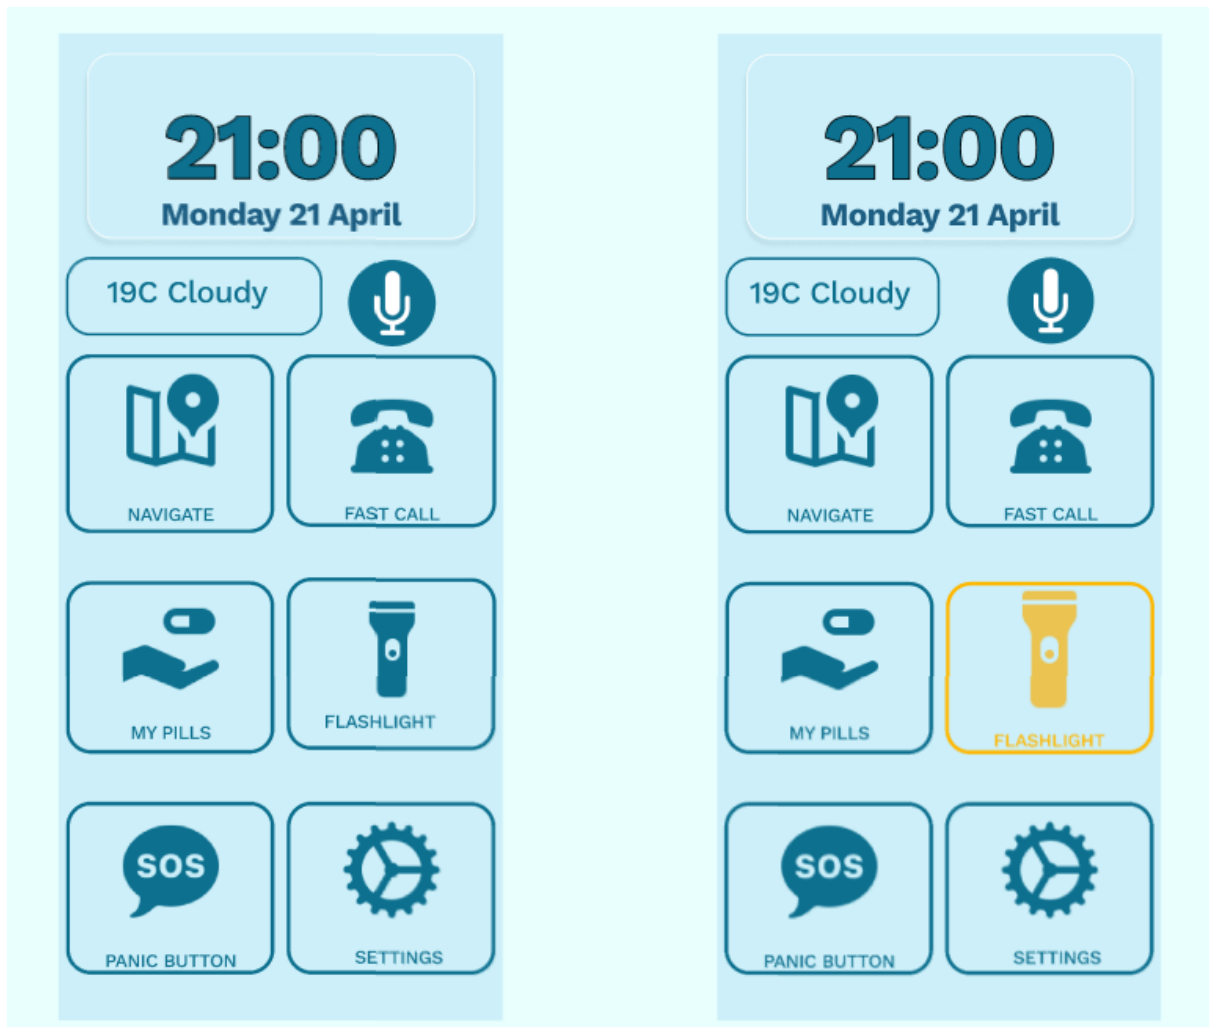 21:00
Monday 21 April
19C Cloudy
NAVIGATE
FAST CALL
MY PILLS
FLASHLIGHT
SOS
PANIC BUTTON
SETTINGS
21:00
Monday 21 April
19C Cloudy
NAVIGATE
FAST CALL
MY PILLS
FLASHLIGHT
SOS
PANIC BUTTON
SETTINGS